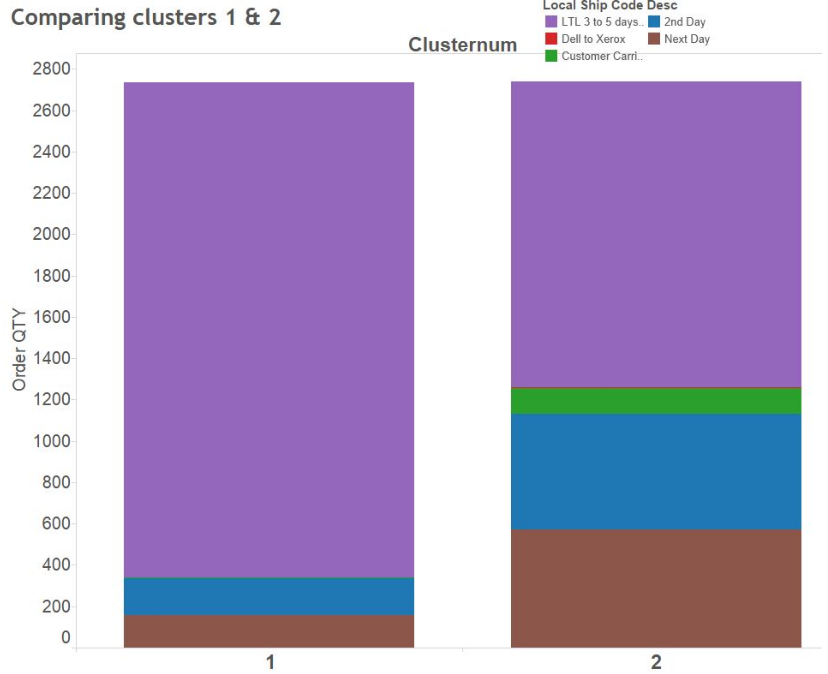 Comparing clusters 1 & 2
Local Ship Code Desc
LTL 3 to 5 days.. 2nd Day
Dell to Xerox Next Day
Customer Carri..
Clusternum
2800
2600
2400
2200
2000
1800
1600
1400
1200
1000
800
600
400
200
0
Order QTY
1 2